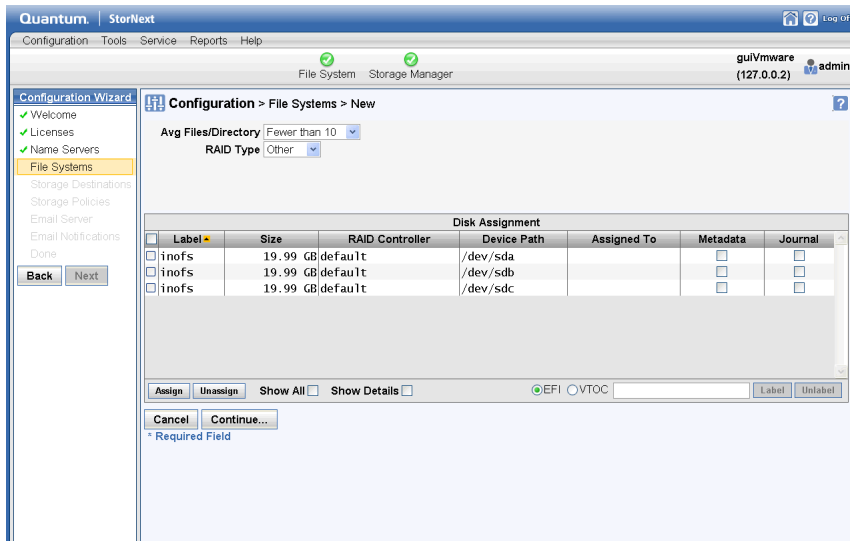 Quantum. StorNext
Log Of
Configuration Tools Service Reports Help
File System Storage Manager
guiVmware
(127.0.0.2)
admin
Configuration Wizard
Welcome
Licenses
Name Servers
File Systems
Storage Destinations
Storage Policies
Email Server
Email Notifications
Done
Back Next
Configuration > File Systems > New
?
Avg Files/Directory Fewer than 10
RAID Type Other
Disk Assignment
Label Size RAID Controller Device Path Assigned To Metadata Journal
inofs 19.99 GB default /dev/sda
inofs 19.99 GB default /dev/sdb
inofs 19.99 GB default /dev/sdc
Assign Unassign Show All Show Details EFI VTOC Label Unlabel
Cancel Continue...
* Required Field